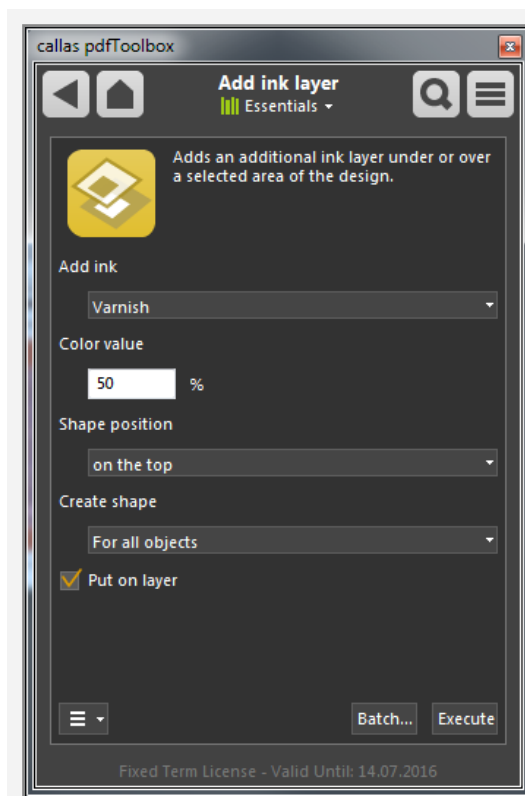 callas pdfToolbox
Add ink layer
Essentials
Adds an additional ink layer under or over
a selected area of the design.
Add ink
Varnish
Color value
50 %
Shape position
on the top
Create shape
For all objects
Put on layer
Batch... Execute
Fixed Term License - Valid Until: 14.07.2016